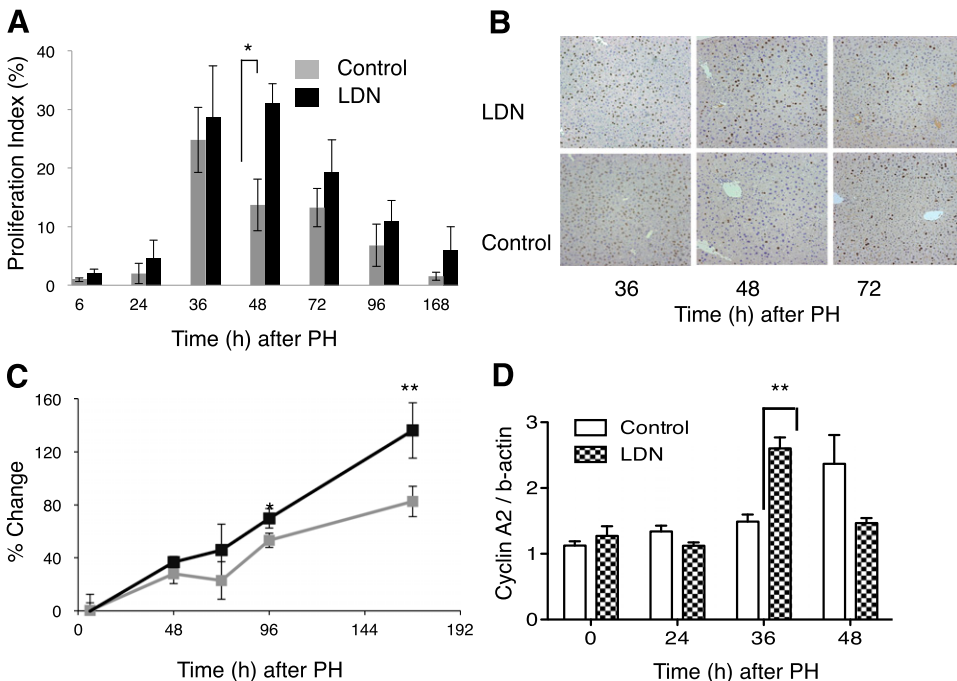 A
Proliferation Index (%)
40
30
20
10
0
*
Control
LDN
6 24 36 48 72 96 168
Time (h) after PH
B
LDN
Control
36 48 72
Time (h) after PH
C
% Change
160
120
80
40
0
*
**
0 48 96 144 192
Time (h) after PH
D
Cyclin A2 / b-actin
3
2
1
0
**
Control
LDN
0 24 36 48
Time (h) after PH